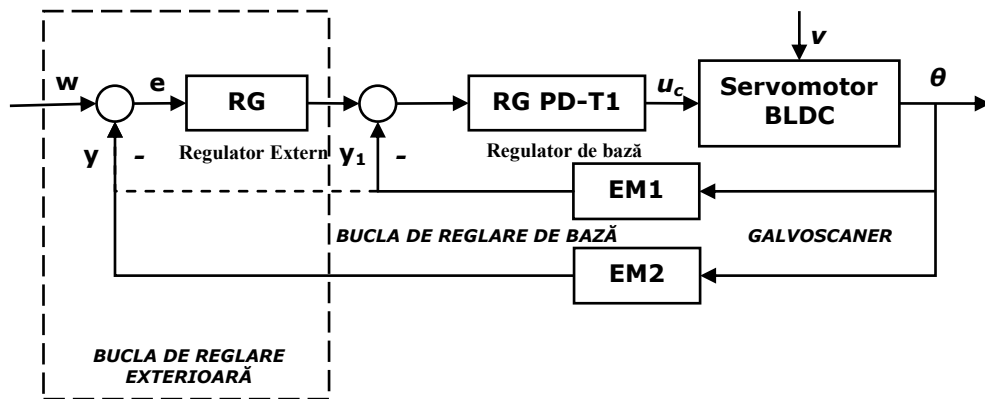 v
w
e
RG
RG PD-T1
u_c
Servomotor
BLDC
θ
y
-
Regulator Extern
y₁
-
Regulator de bază
EM1
BUCLA DE REGLARE DE BAZĂ
GALVOSCANER
EM2
BUCLA DE REGLARE
EXTERIOARĂ